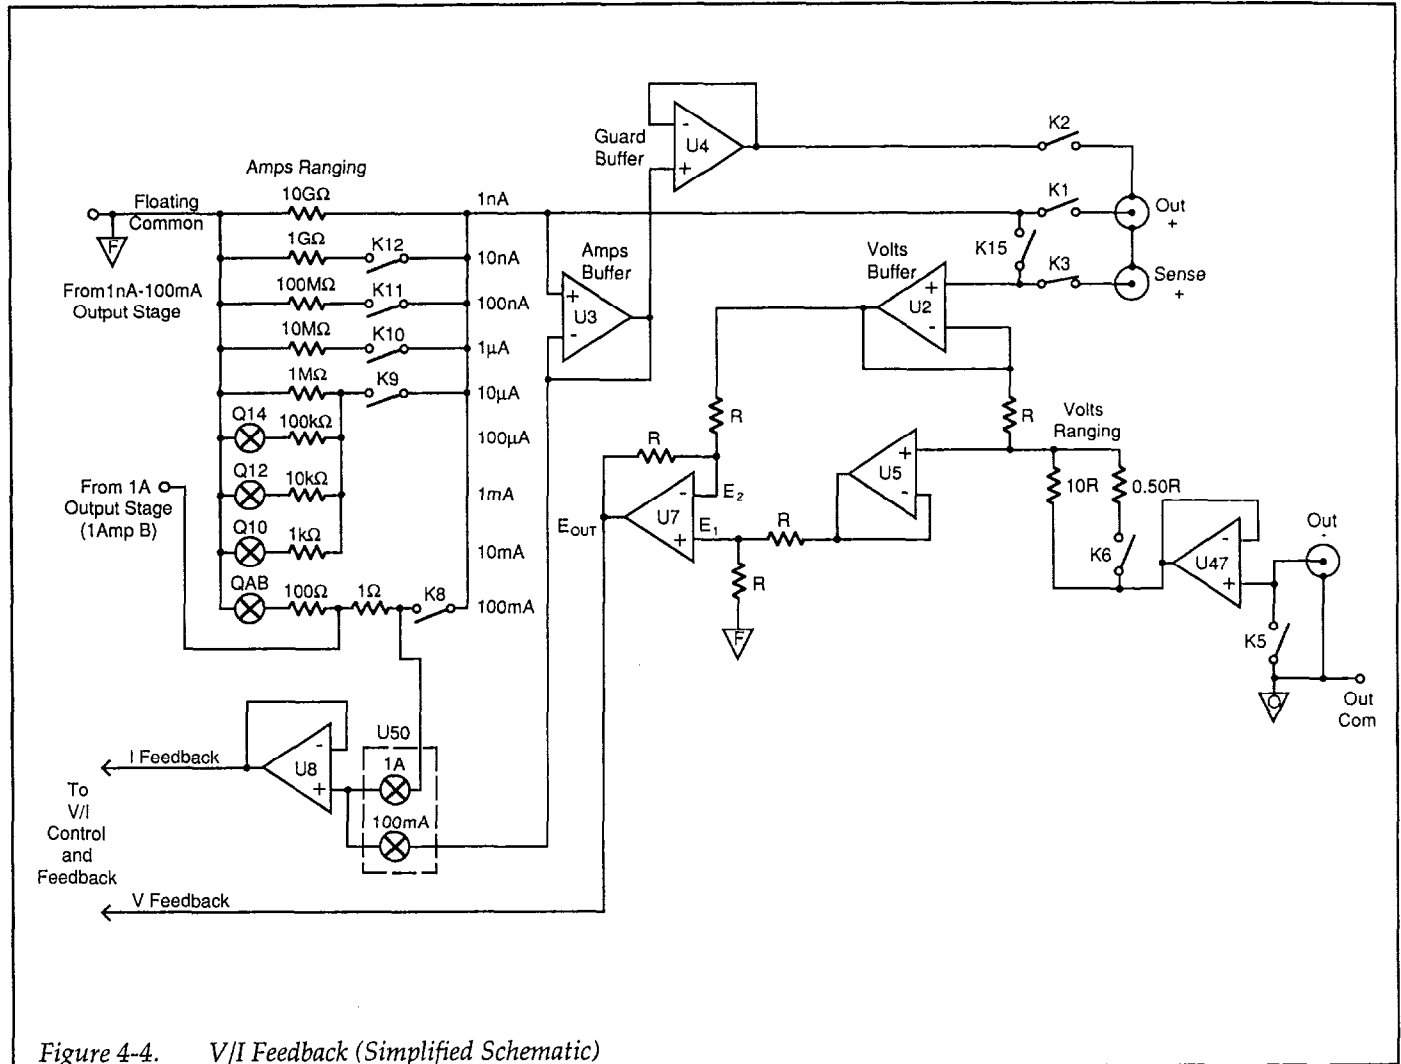 K2
Guard
Buffer
-
U4
+
Amps Ranging
10GΩ
1nA
Floating
Common
F
K1
Out
+
1GΩ
K12
10nA
Amps
Buffer
Volts
Buffer
K15
K3
Sense
+
From1nA-100mA
Output Stage
100MΩ
K11
100nA
+
U3
-
+
U2
-
10MΩ
K10
1µA
1MΩ
K9
10µA
Q14
100kΩ
100µA
R
R
Volts
Ranging
R
Q12
10kΩ
1mA
From 1A
Output Stage
(1Amp B)
+
U5
-
10R
0.50R
-
E2
U7
E1
+
EOUT
R
Q10
1kΩ
10mA
K6
-
U47
+
Out
-
QAB
100Ω
1Ω
K8
100mA
R
F
K5
O
Out
Com
U50
I Feedback
-
U8
+
1A
100mA
To
V/I
Control
and
Feedback
V Feedback
Figure 4-4. V/I Feedback (Simplified Schematic)